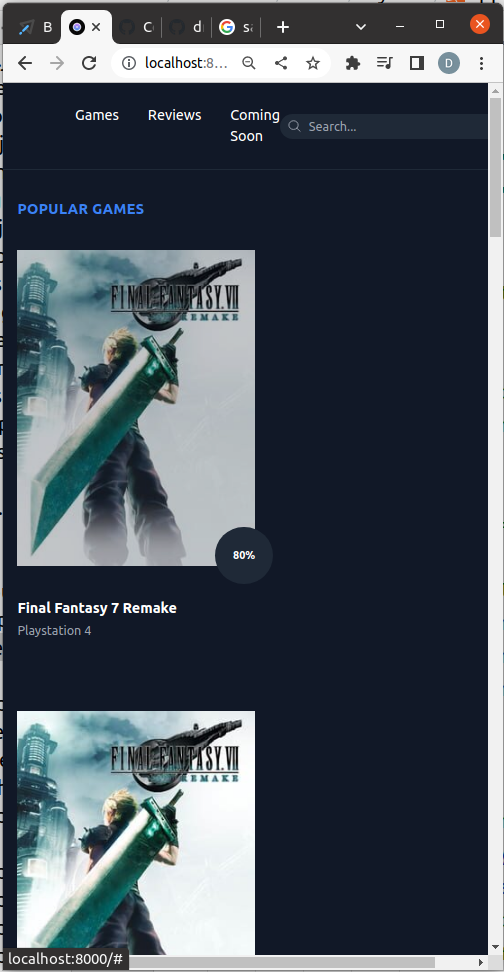 B
C
d
sa
localhost:8...
D
Games
Reviews
Coming
Soon
Search...
POPULAR GAMES
FINAL FANTASY VII
REMAKE
80%
Final Fantasy 7 Remake
Playstation 4
FINAL FANTASY VII
REMAKE
localhost:8000/#